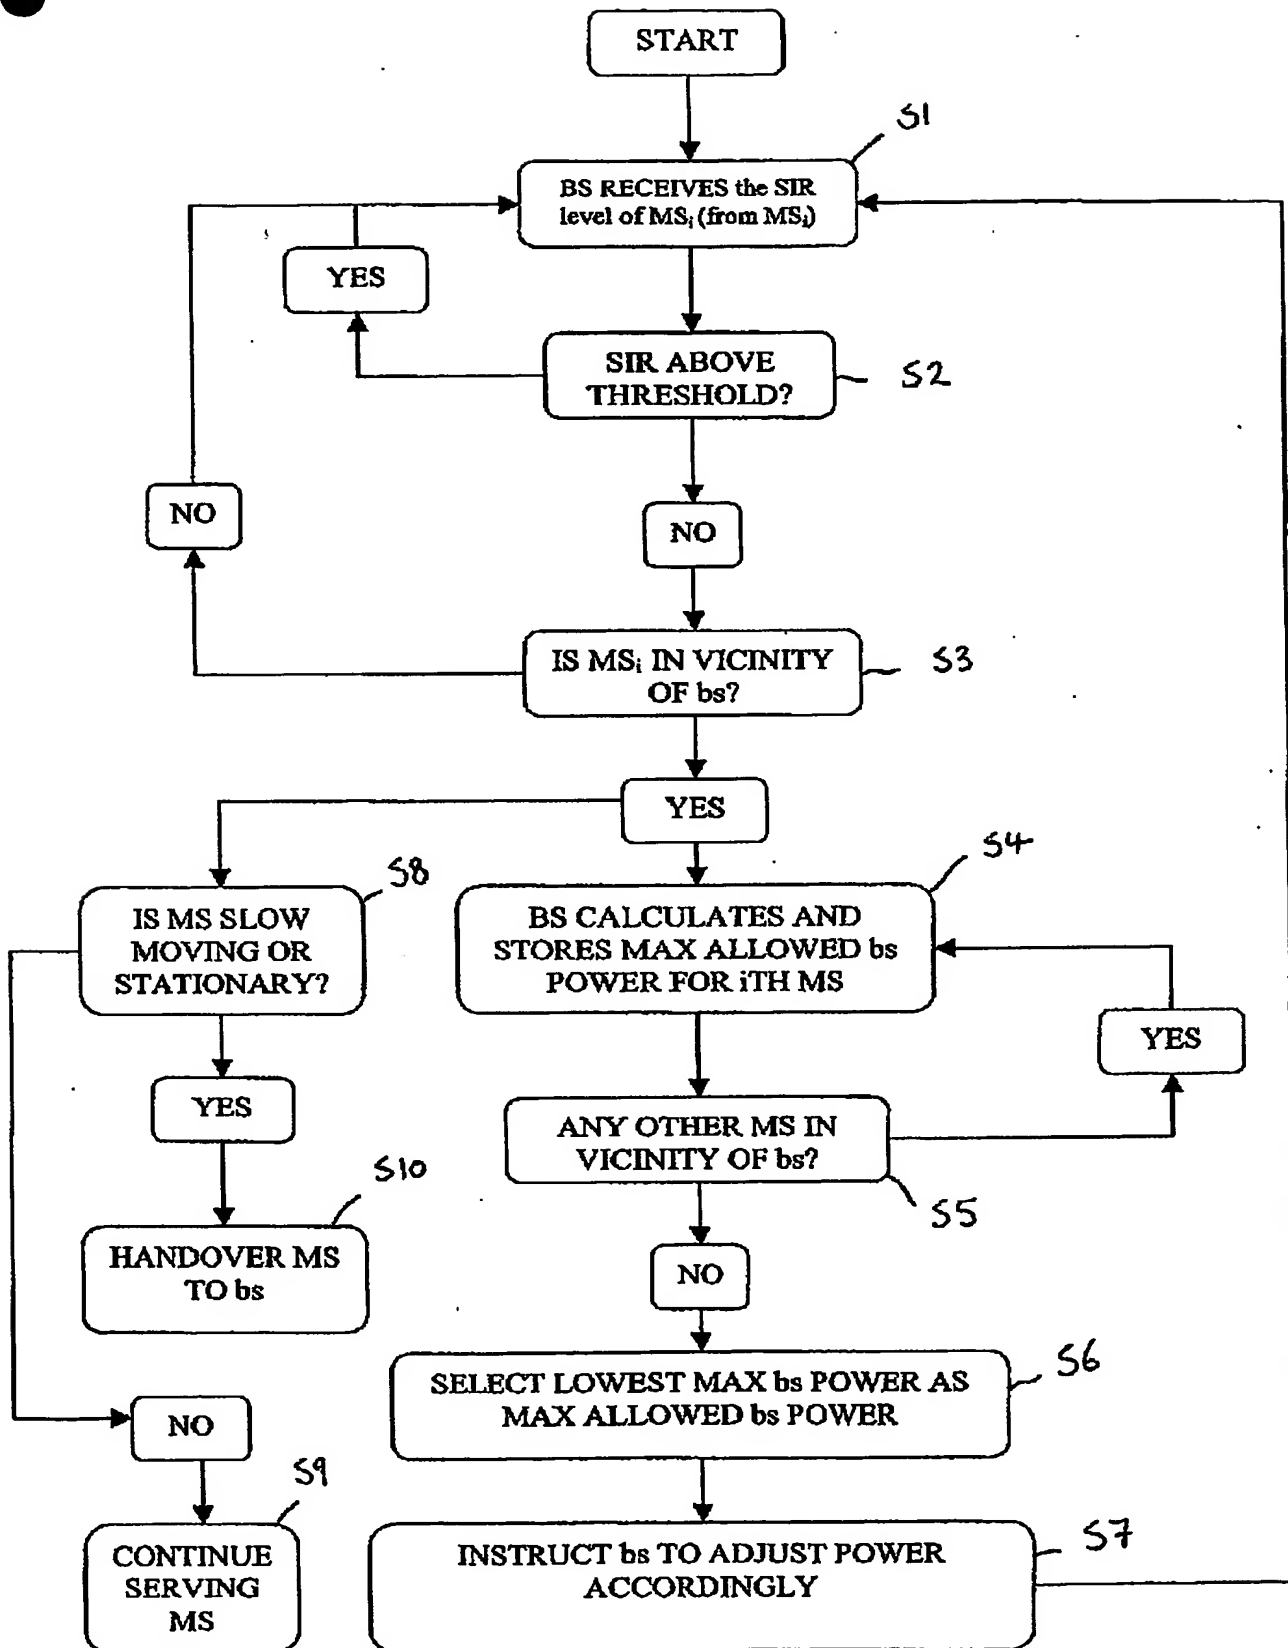 START
S1
BS RECEIVES the SIR
level of MSi (from MSi)
YES
SIR ABOVE
THRESHOLD?
S2
NO
NO
IS MSi IN VICINITY
OF bs?
S3
YES
S8
IS MS SLOW
MOVING OR
STATIONARY?
S4
BS CALCULATES AND
STORES MAX ALLOWED bs
POWER FOR iTH MS
YES
YES
ANY OTHER MS IN
VICINITY OF bs?
S5
S10
HANDOVER MS
TO bs
NO
S6
SELECT LOWEST MAX bs POWER AS
MAX ALLOWED bs POWER
NO
S9
CONTINUE
SERVING
MS
S7
INSTRUCT bs TO ADJUST POWER
ACCORDINGLY